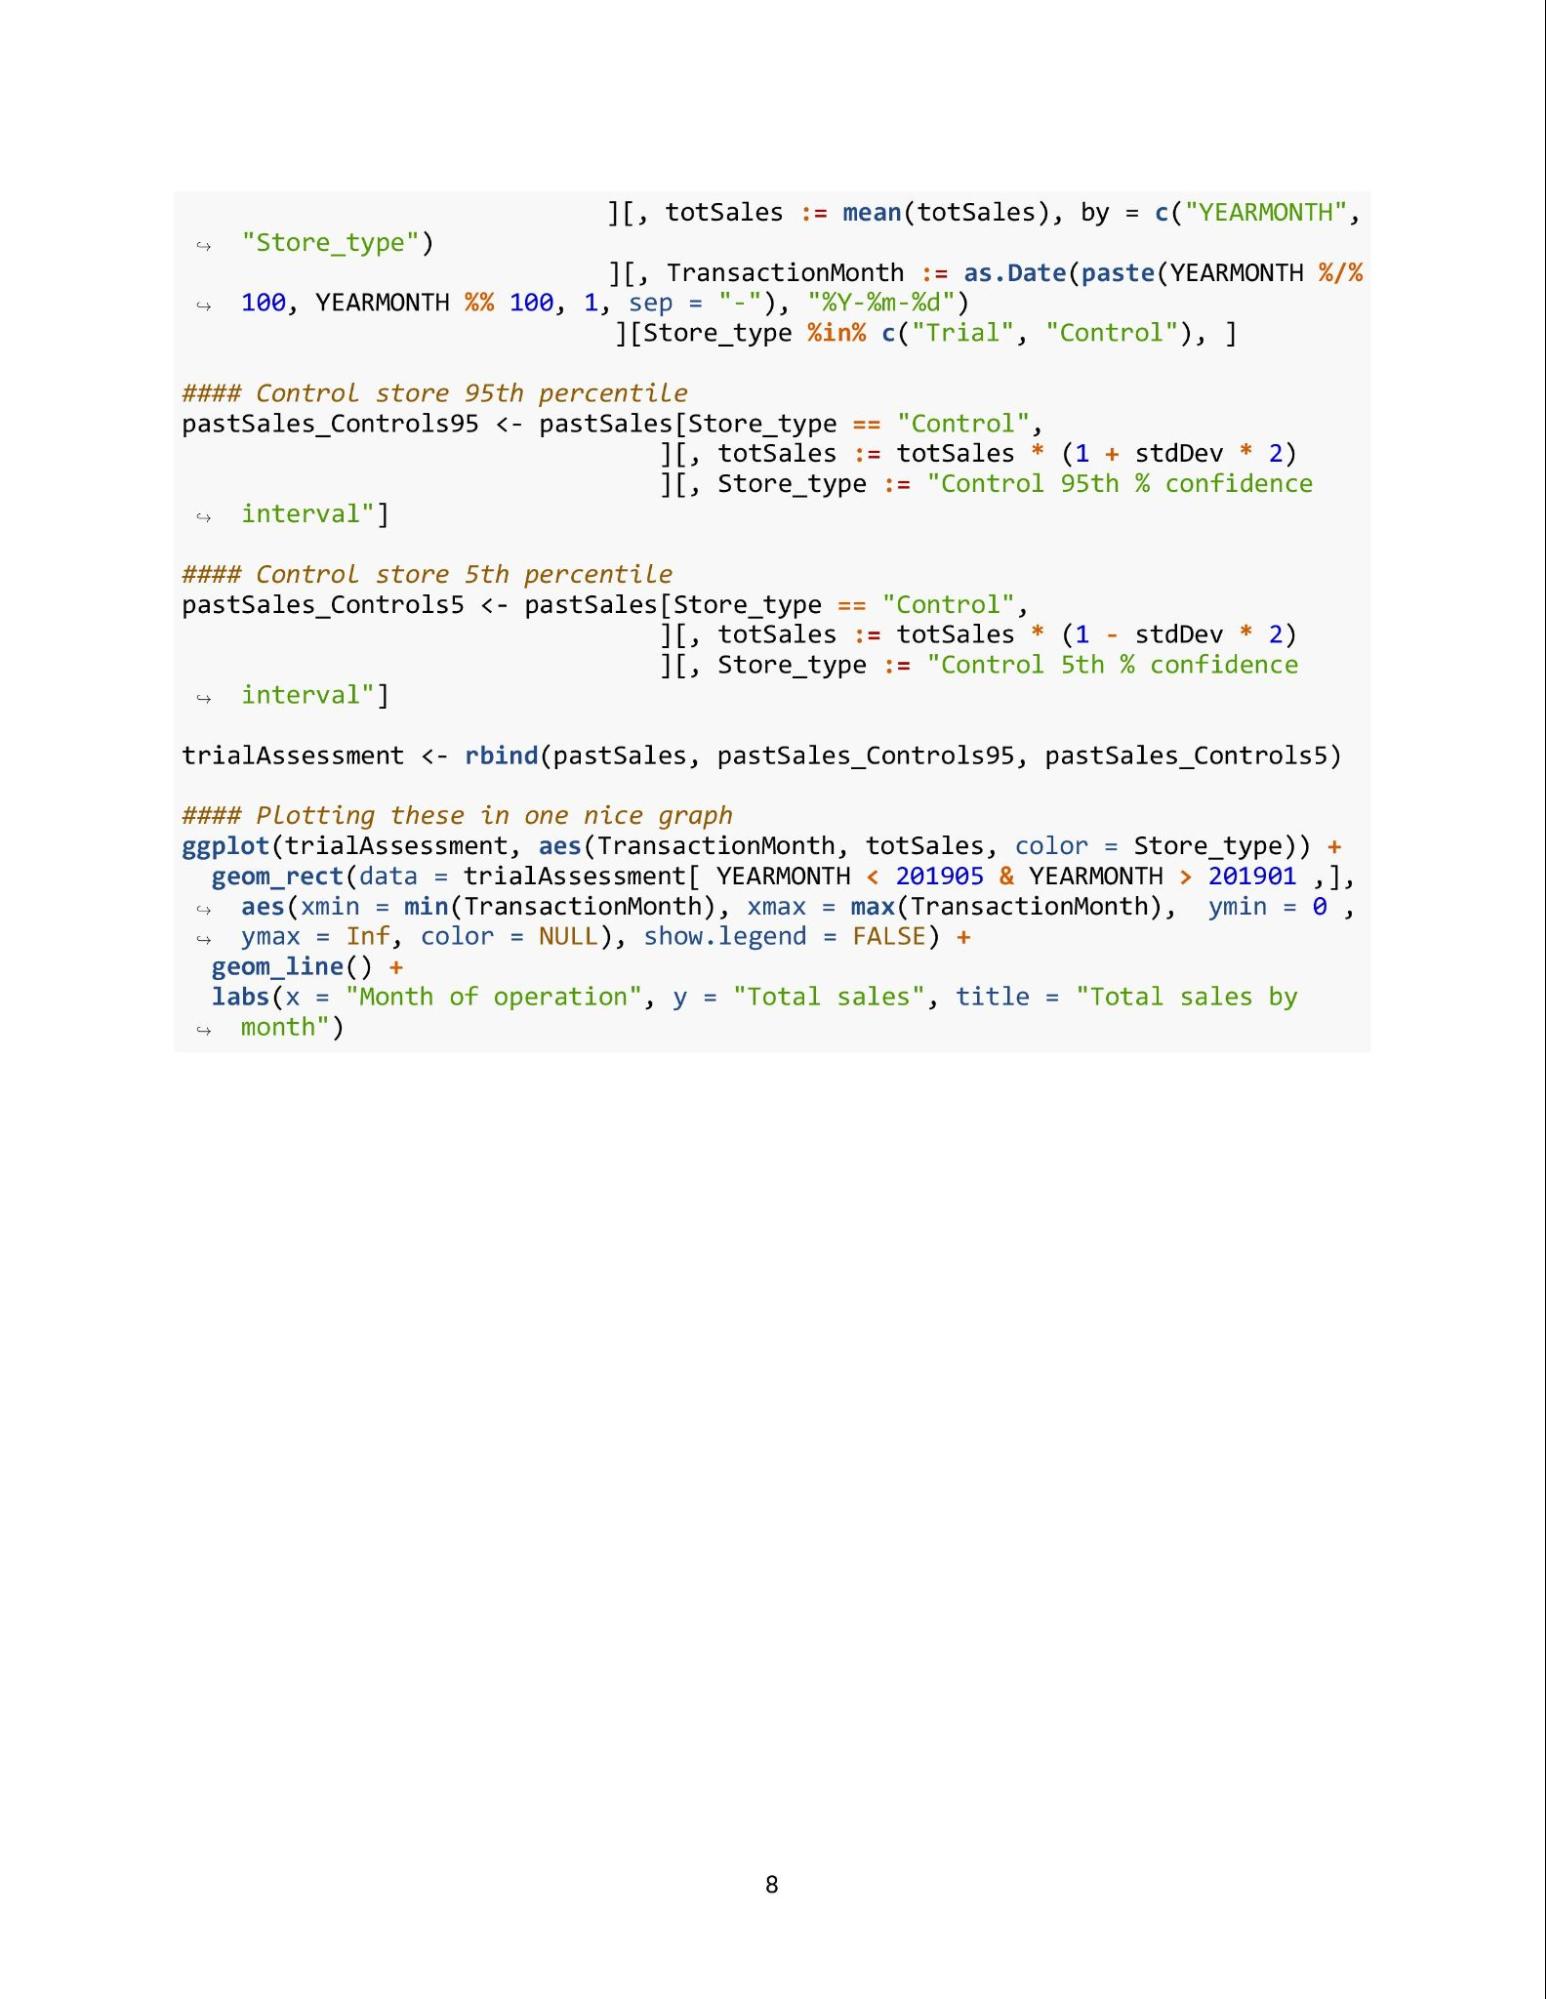 ][, totSales := mean(totSales), by = c("YEARMONTH",
↪ "Store_type")
][, TransactionMonth := as.Date(paste(YEARMONTH %/%
↪ 100, YEARMONTH %% 100, 1, sep = "-"), "%Y-%m-%d")
][Store_type %in% c("Trial", "Control"), ]
#### Control store 95th percentile
pastSales_Controls95 <- pastSales[Store_type == "Control",
][, totSales := totSales * (1 + stdDev * 2)
][, Store_type := "Control 95th % confidence
↪ interval"]
#### Control store 5th percentile
pastSales_Controls5 <- pastSales[Store_type == "Control",
][, totSales := totSales * (1 - stdDev * 2)
][, Store_type := "Control 5th % confidence
↪ interval"]
trialAssessment <- rbind(pastSales, pastSales_Controls95, pastSales_Controls5)
#### Plotting these in one nice graph
ggplot(trialAssessment, aes(TransactionMonth, totSales, color = Store_type)) +
geom_rect(data = trialAssessment[ YEARMONTH < 201905 & YEARMONTH > 201901 ,],
↪ aes(xmin = min(TransactionMonth), xmax = max(TransactionMonth), ymin = 0 ,
↪ ymax = Inf, color = NULL), show.legend = FALSE) +
geom_line() +
labs(x = "Month of operation", y = "Total sales", title = "Total sales by
↪ month")
8